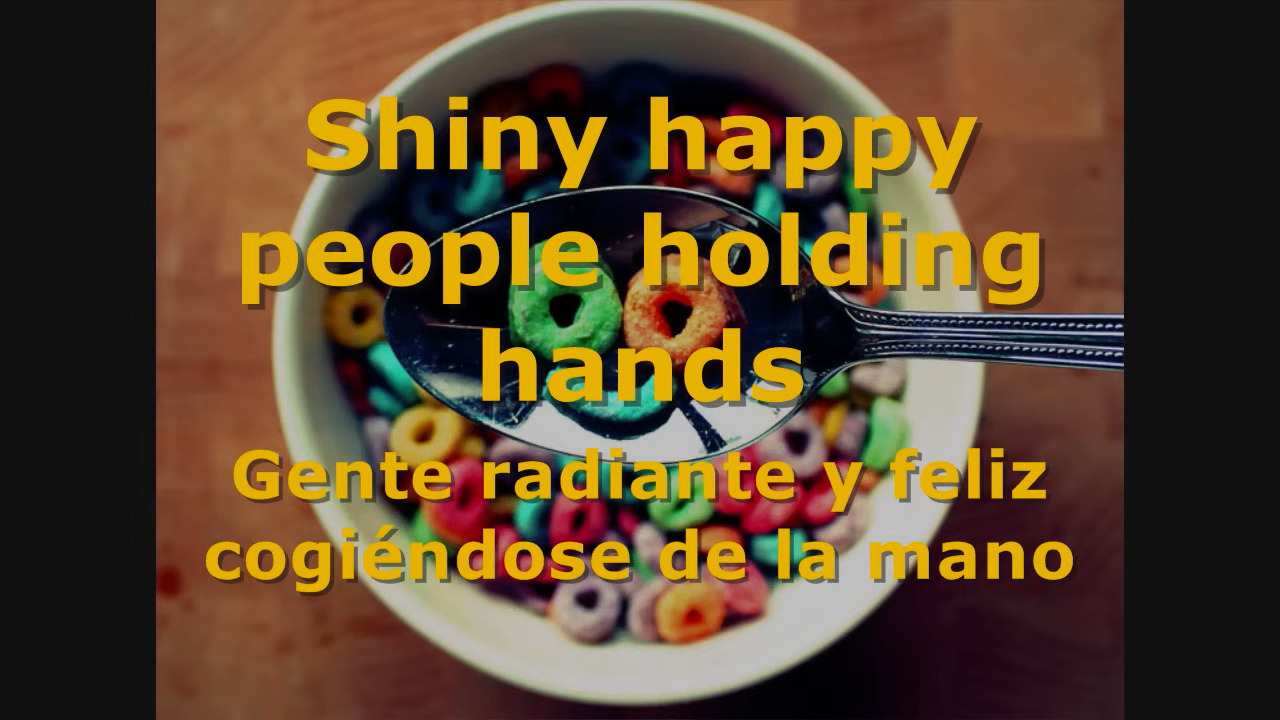 Shiny happy
people holding
hands
Gente radiante y feliz
cogiéndose de la mano